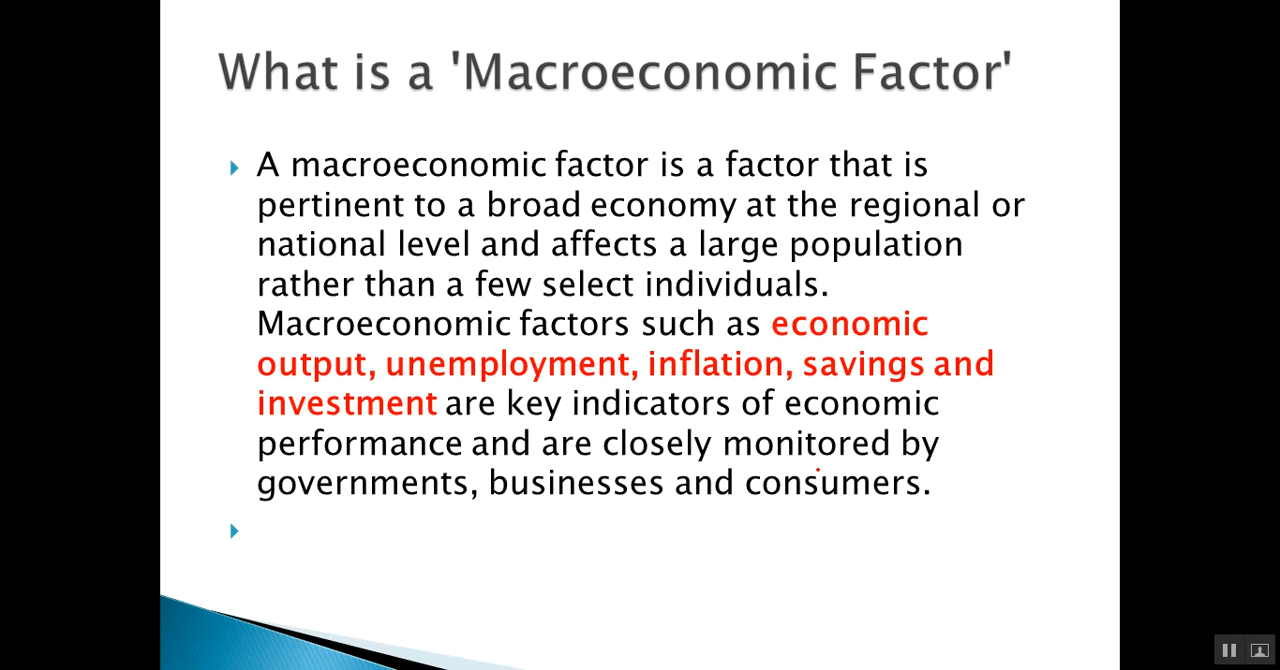 What is a 'Macroeconomic Factor'
A macroeconomic factor is a factor that is
pertinent to a broad economy at the regional or
national level and affects a large population
rather than a few select individuals.
Macroeconomic factors such as economic
output, unemployment, inflation, savings and
investment are key indicators of economic
performance and are closely monitored by
governments, businesses and consumers.